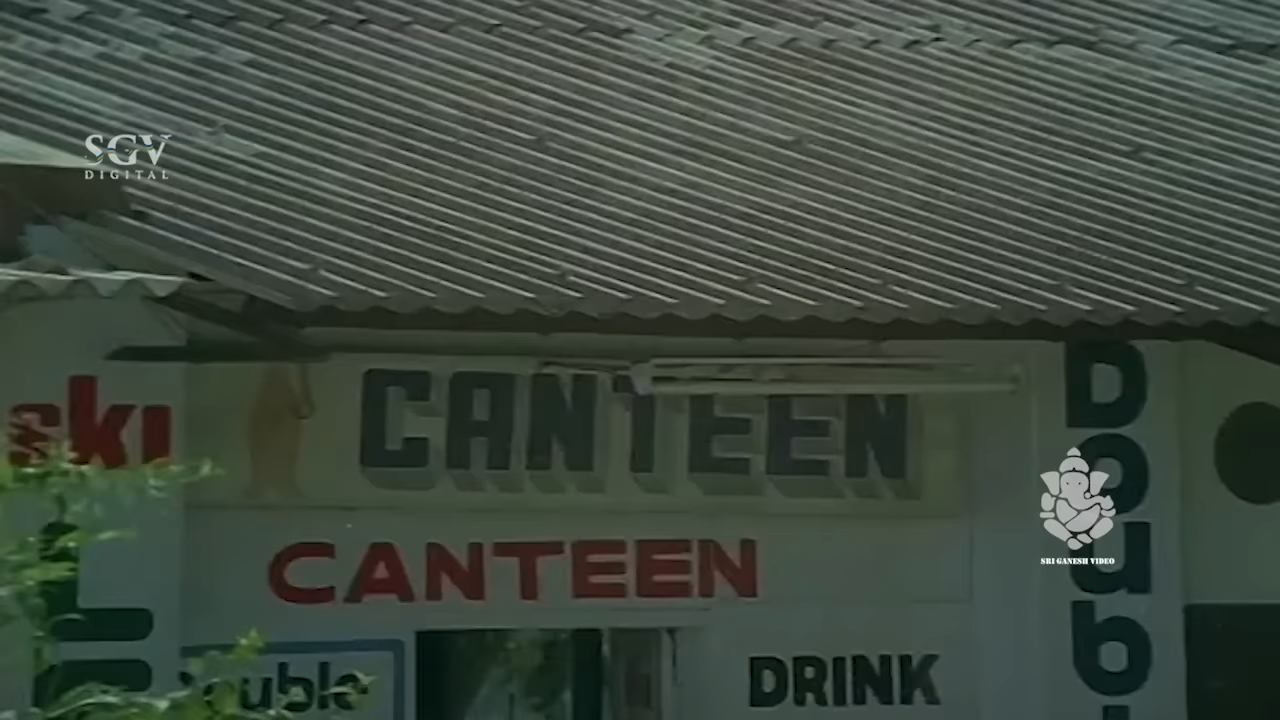 SGV
DIGITAL
ski
CANTEEN
CANTEEN
SRI GANESH VIDEO
DRINK